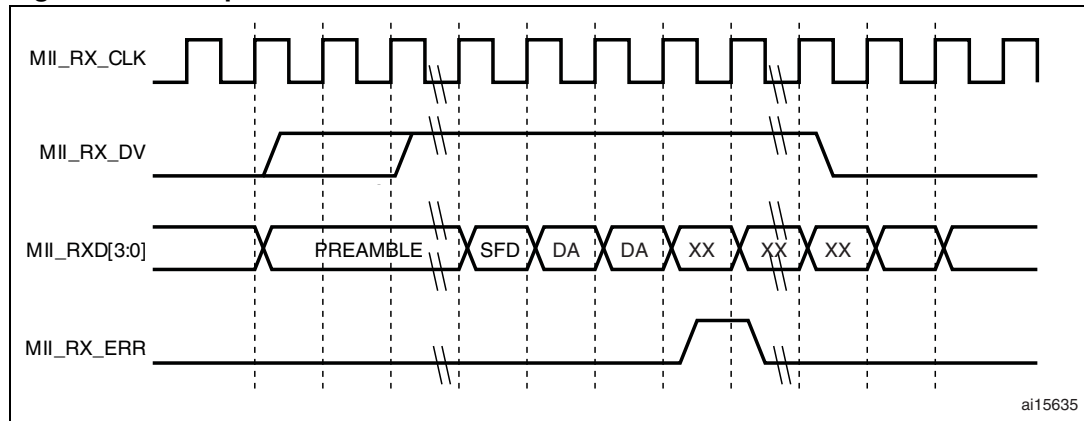 MII_RX_CLK
MII_RX_DV
MII_RXD[3:0]
PREAMBLE SFD DA DA XX XX XX
MII_RX_ERR
ai15635